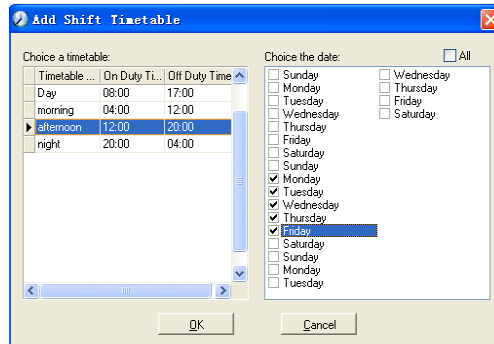 Add Shift Timetable
Choice a timetable:
Timetable ... On Duty Ti... Off Duty Time
Day 08:00 17:00
morning 04:00 12:00
afternoon 12:00 20:00
night 20:00 04:00
Choice the date:
All
Sunday
Monday
Tuesday
Wednesday
Thursday
Friday
Saturday
Sunday
Monday
Tuesday
Wednesday
Thursday
Friday
Saturday
Sunday
Monday
Tuesday
Wednesday
Thursday
Friday
Saturday
OK
Cancel